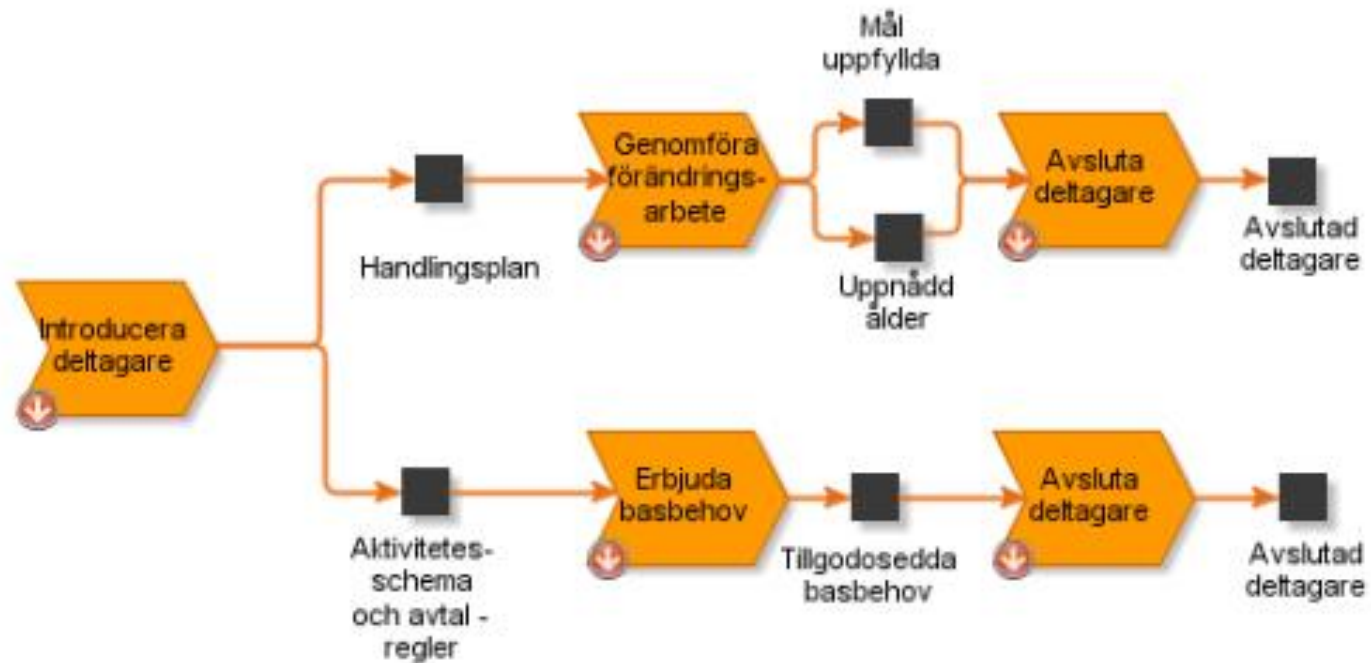 Mål
uppfyllda
Genomföra
förändrings-
arbete
Avsluta
deltagare
Handlingsplan
Avslutad
deltagare
Uppnådd
ålder
Introducera
deltagare
Erbjuda
basbehov
Avsluta
deltagare
Aktivitetes-
schema
och avtal -
regler
Tillgodosedda
basbehov
Avslutad
deltagare